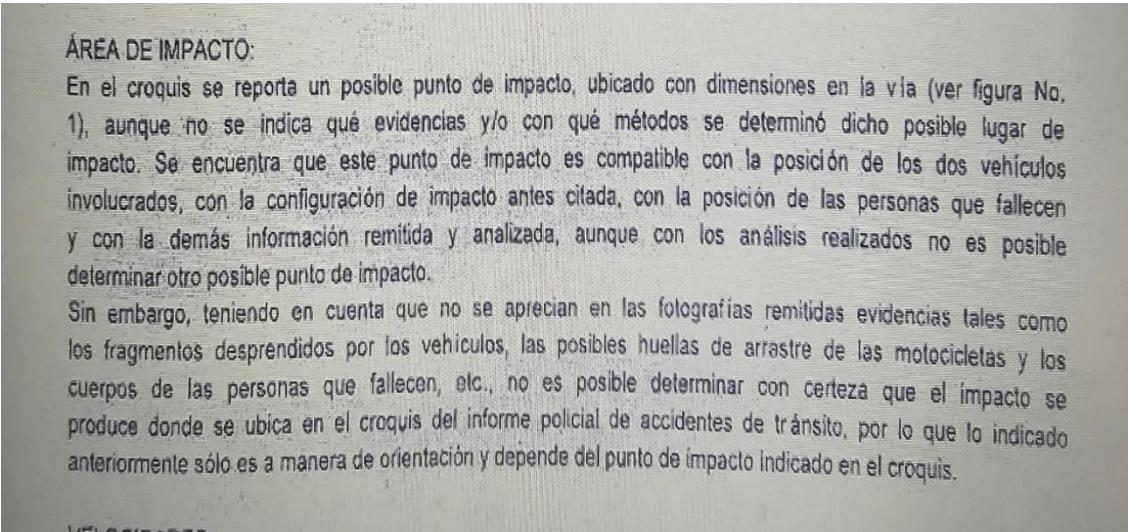 ÁREA DE IMPACTO:
En el croquis se reporta un posible punto de impacto, ubicado con dimensiones en la vía (ver figura No.
1), aunque no se indica qué evidencias y/o con qué métodos se determinó dicho posible lugar de
impacto. Se encuentra que este punto de impacto es compatible con la posición de los dos vehículos
involucrados, con la configuración de impacto antes citada, con la posición de las personas que fallecen
y con la demás información remitida y analizada, aunque con los análisis realizados no es posible
determinar otro posible punto de impacto.
Sin embargo, teniendo en cuenta que no se aprecian en las fotografías remitidas evidencias tales como
los fragmentos desprendidos por los vehículos, las posibles huellas de arrastre de las motocicletas y los
cuerpos de las personas que fallecen, etc., no es posible determinar con certeza que el impacto se
produce donde se ubica en el croquis del informe policial de accidentes de tránsito, por lo que lo indicado
anteriormente sólo es a manera de orientación y depende del punto de impacto indicado en el croquis.